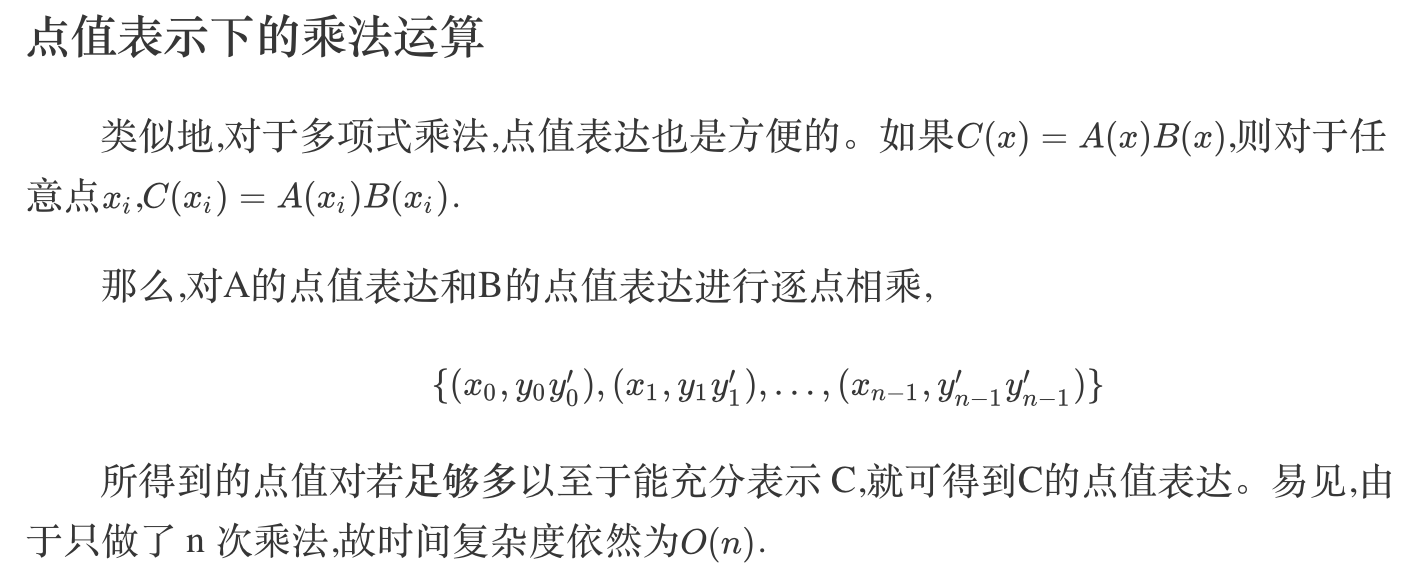 点值表示下的乘法运算
类似地,对于多项式乘法,点值表达也是方便的。如果C(x) = A(x)B(x),则对于任
意点x_i,C(x_i) = A(x_i)B(x_i).
那么,对A的点值表达和B的点值表达进行逐点相乘,
{(x_0, y_0y'_0), (x_1, y_1y'_1), . . . , (x_{n−1}, y'_{n−1}y'_{n−1})}
所得到的点值对若足够多以至于能充分表示 C,就可得到C的点值表达。易见,由
于只做了 n 次乘法,故时间复杂度依然为O(n).